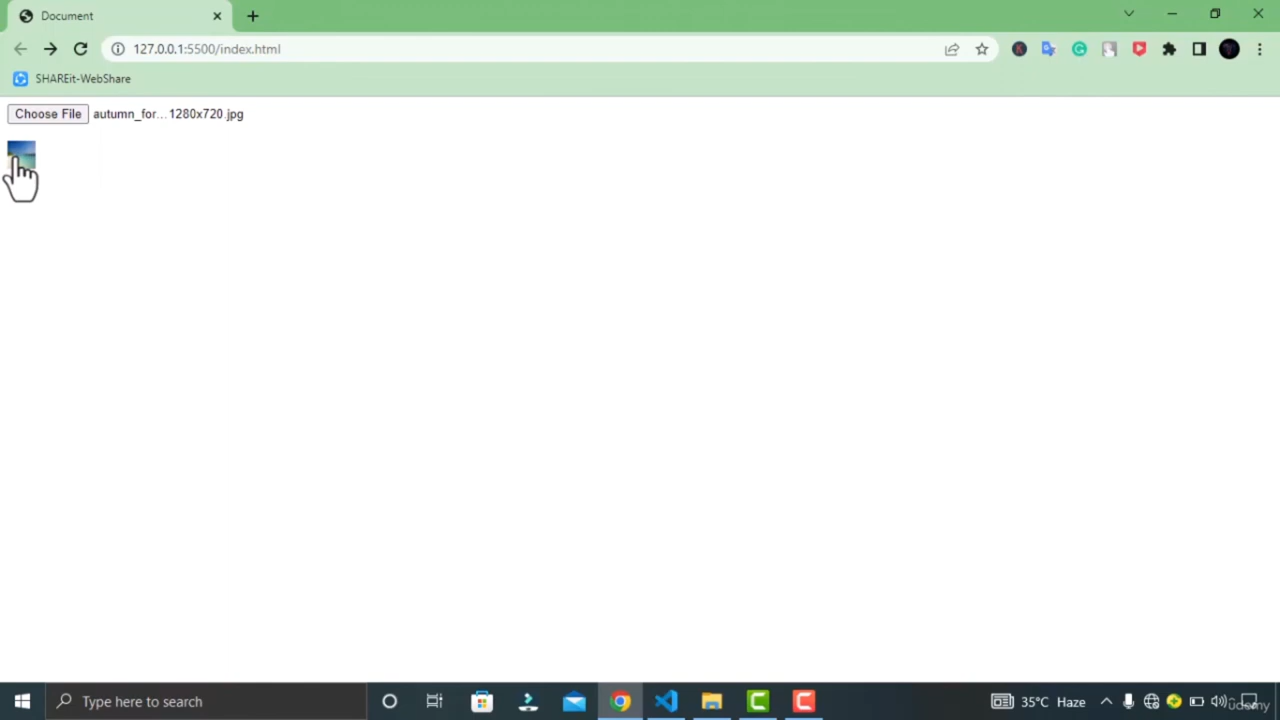 Document
127.0.0.1:5500/index.html
SHAREit-WebShare
Choose File autumn_for...1280x720.jpg
Type here to search
35°C Haze
ûdemy